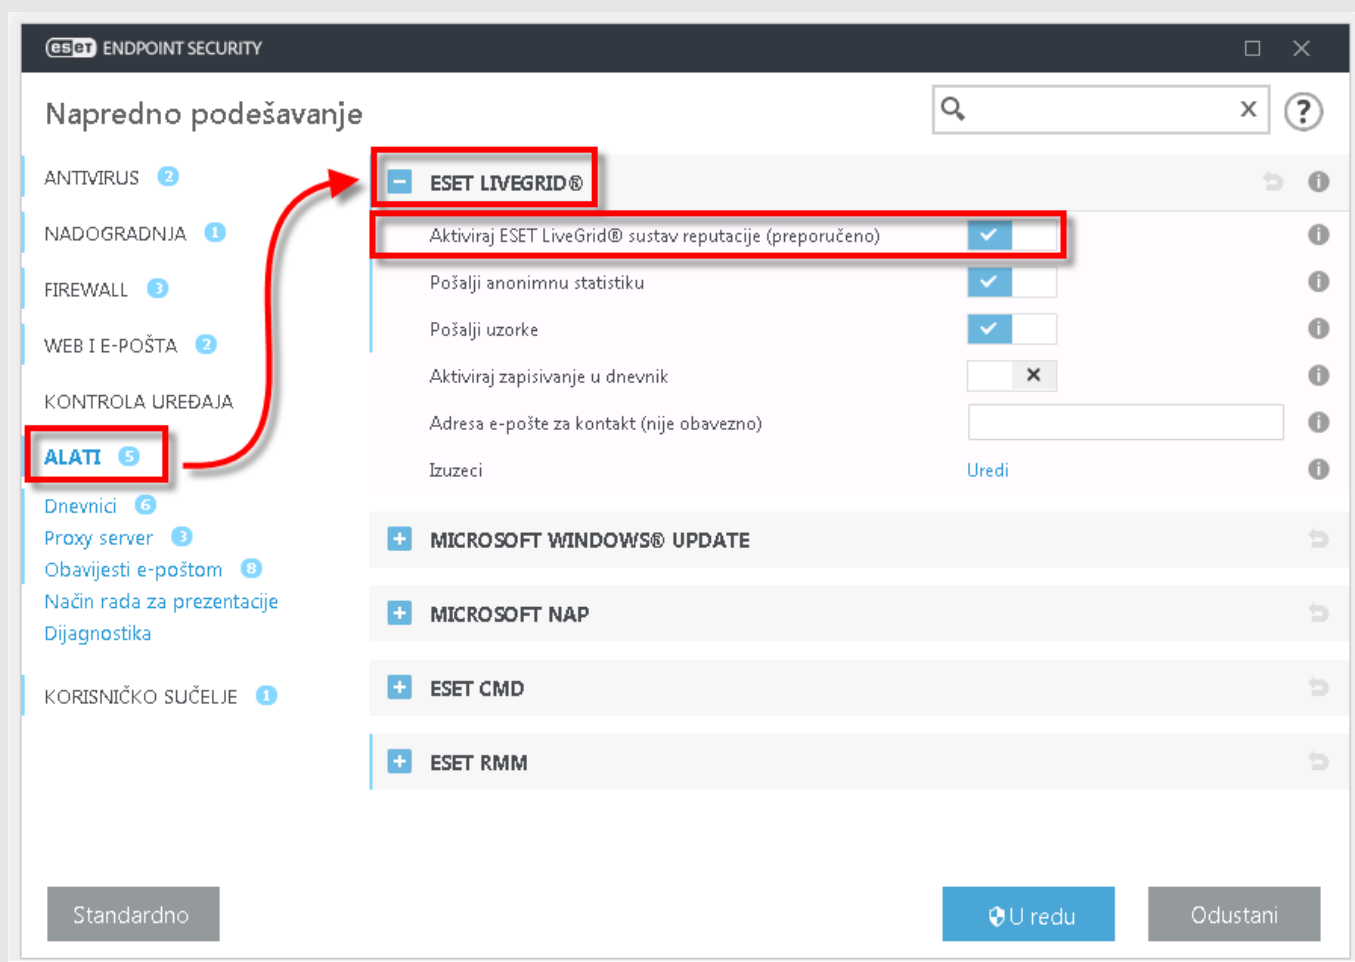 eset ENDPOINT SECURITY
Napredno podešavanje
x
?
ANTIVIRUS 2
NADOGRADNJA 1
FIREWALL 3
WEB I E-POŠTA 2
KONTROLA UREĐAJA
ALATI 5
Dnevnici 6
Proxy server 3
Obavijesti e-poštom 8
Način rada za prezentacije
Dijagnostika
KORISNIČKO SUČELJE 1
ESET LIVEGRID®
Aktiviraj ESET LiveGrid® sustav reputacije (preporučeno)
Pošalji anonimnu statistiku
Pošalji uzorke
Aktiviraj zapisivanje u dnevnik
Adresa e-pošte za kontakt (nije obavezno)
Izuzeci Uredi
MICROSOFT WINDOWS® UPDATE
MICROSOFT NAP
ESET CMD
ESET RMM
Standardno
U redu
Odustani